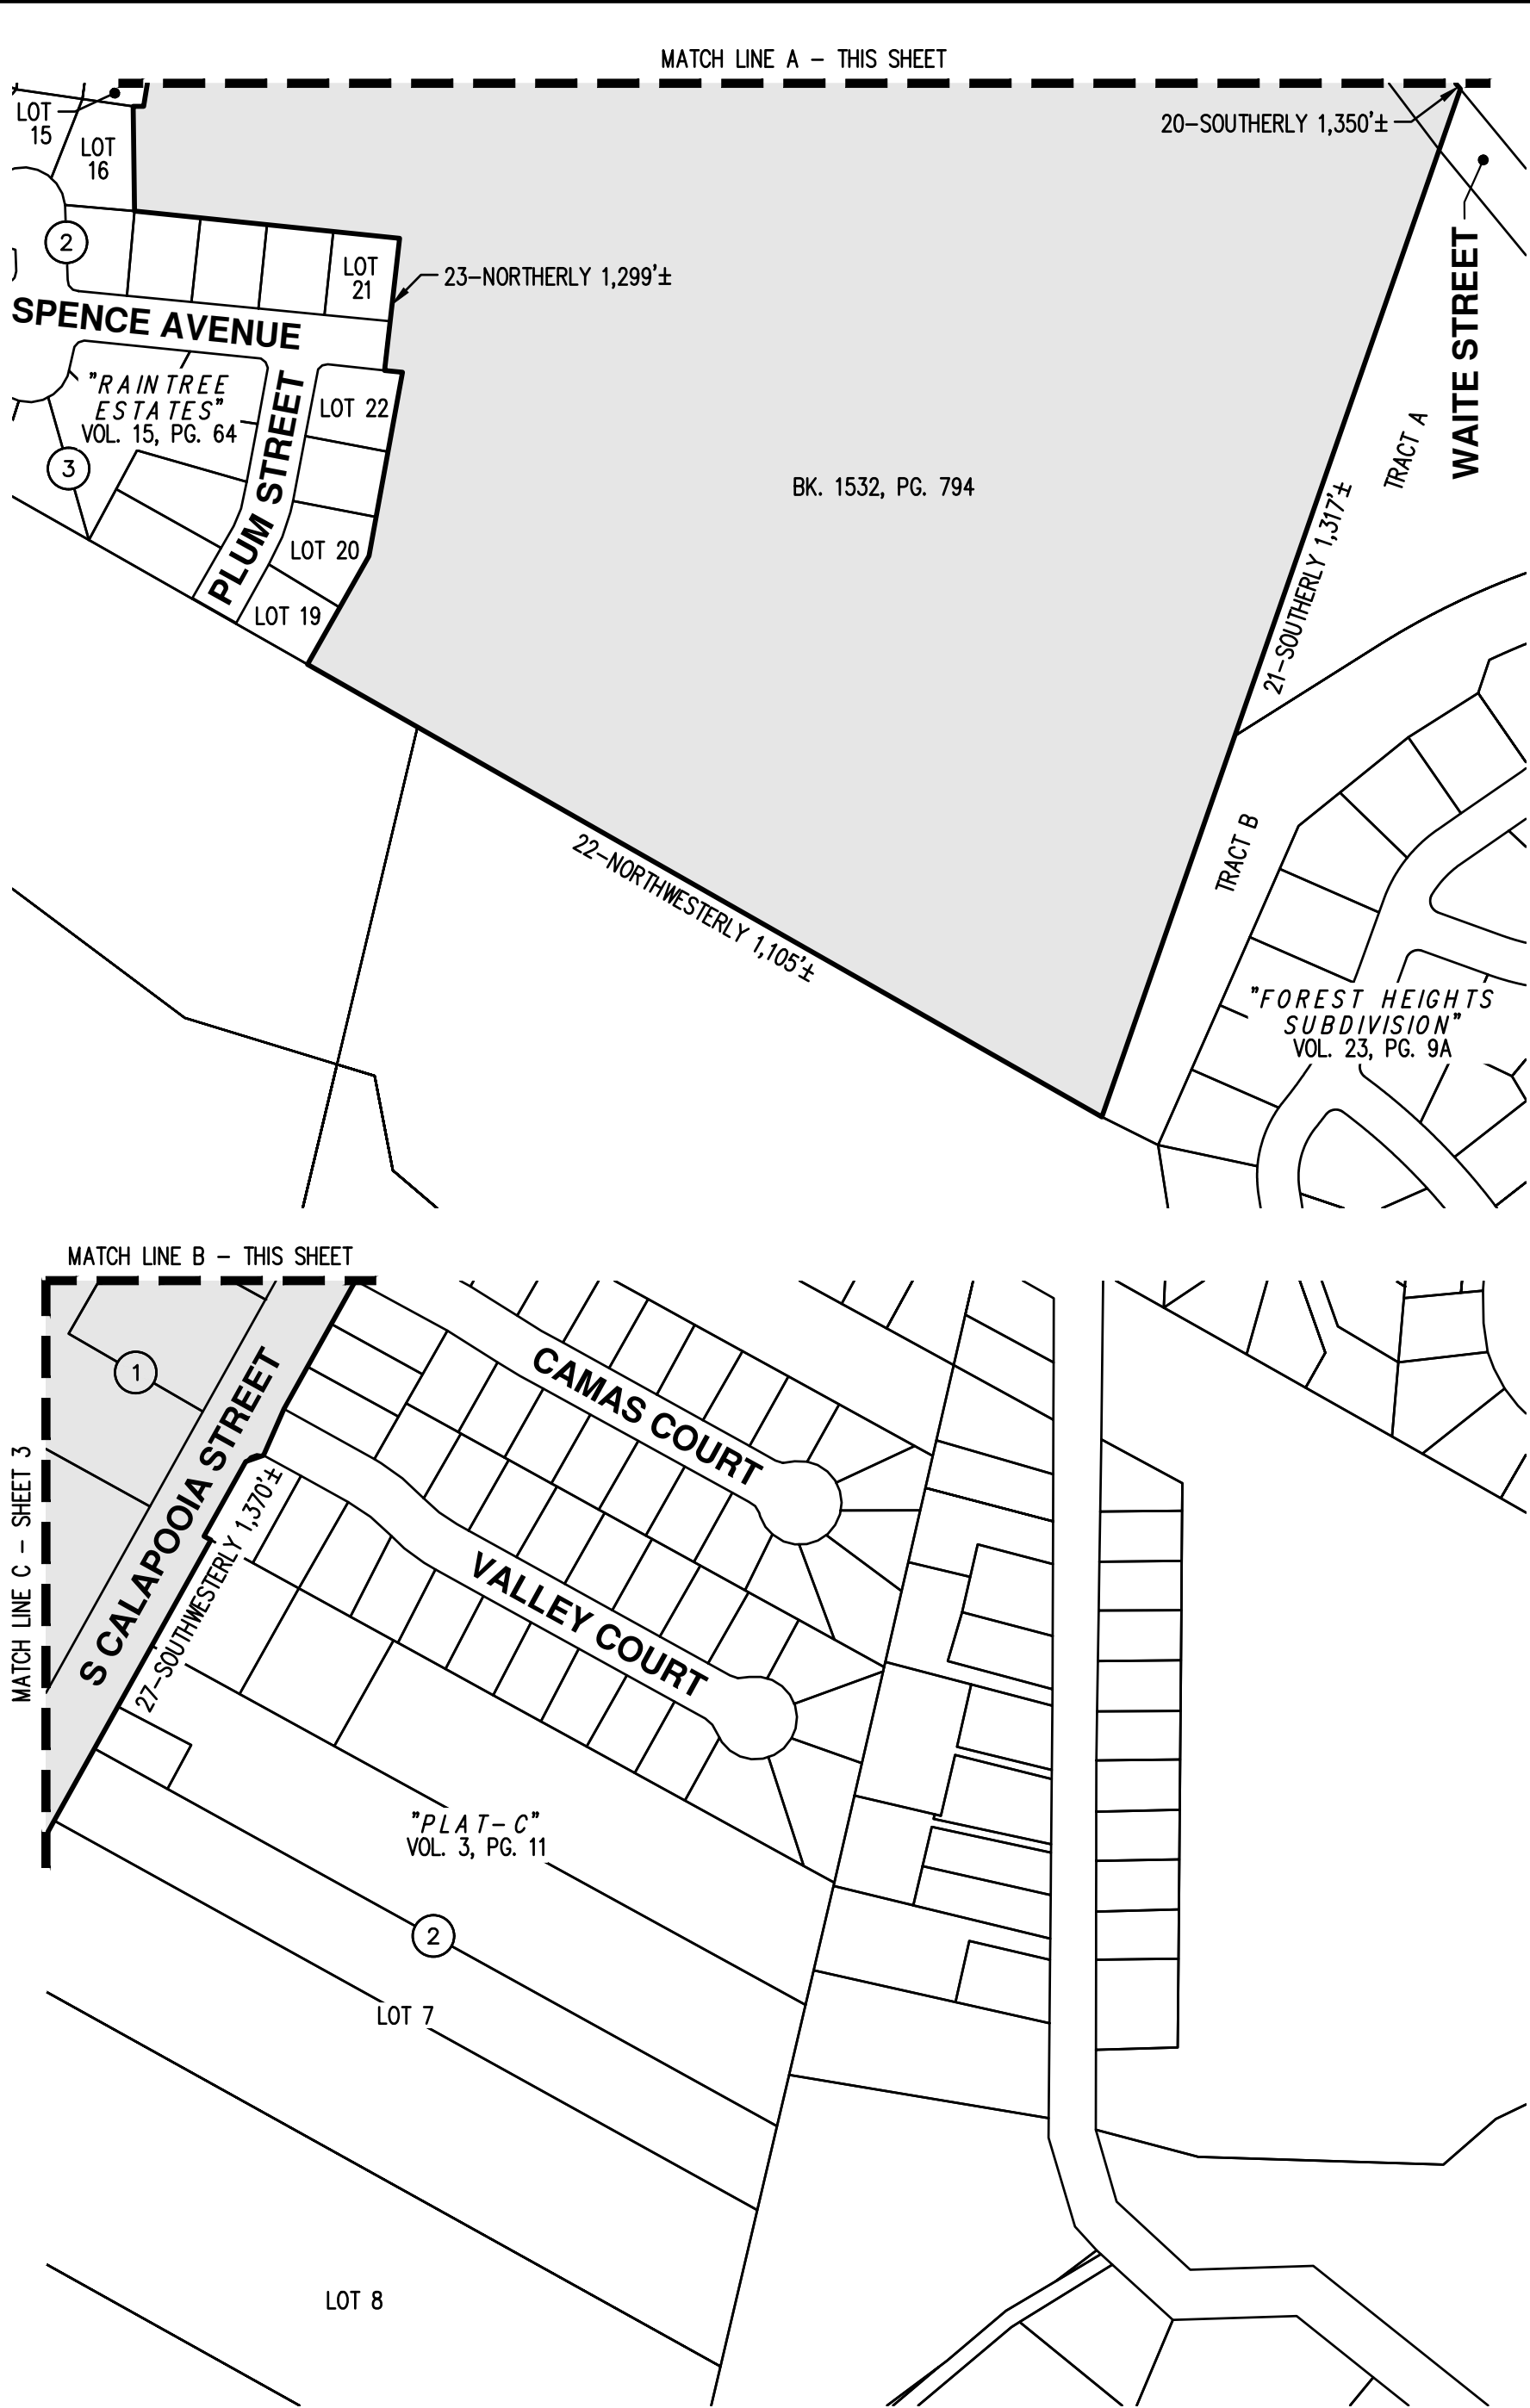 MATCH LINE A – THIS SHEET
LOT
15
LOT
16
20–SOUTHERLY 1,350'±
2
LOT
21
23–NORTHERLY 1,299'±
SPENCE AVENUE
WAITE STREET
"RAINTREE
ESTATES"
VOL. 15, PG. 64
LOT 22
TRACT A
3
PLUM STREET
BK. 1532, PG. 794
LOT 20
21–SOUTHERLY 1,317'±
LOT 19
22–NORTHWESTERLY 1,105'±
TRACT B
"FOREST HEIGHTS
SUBDIVISION"
VOL. 23, PG. 9A
MATCH LINE B – THIS SHEET
1
CAMAS COURT
S CALAPOOIA STREET
MATCH LINE C – SHEET 3
27–SOUTHWESTERLY 1,370'±
VALLEY COURT
"PLAT–C"
VOL. 3, PG. 11
2
LOT 7
LOT 8